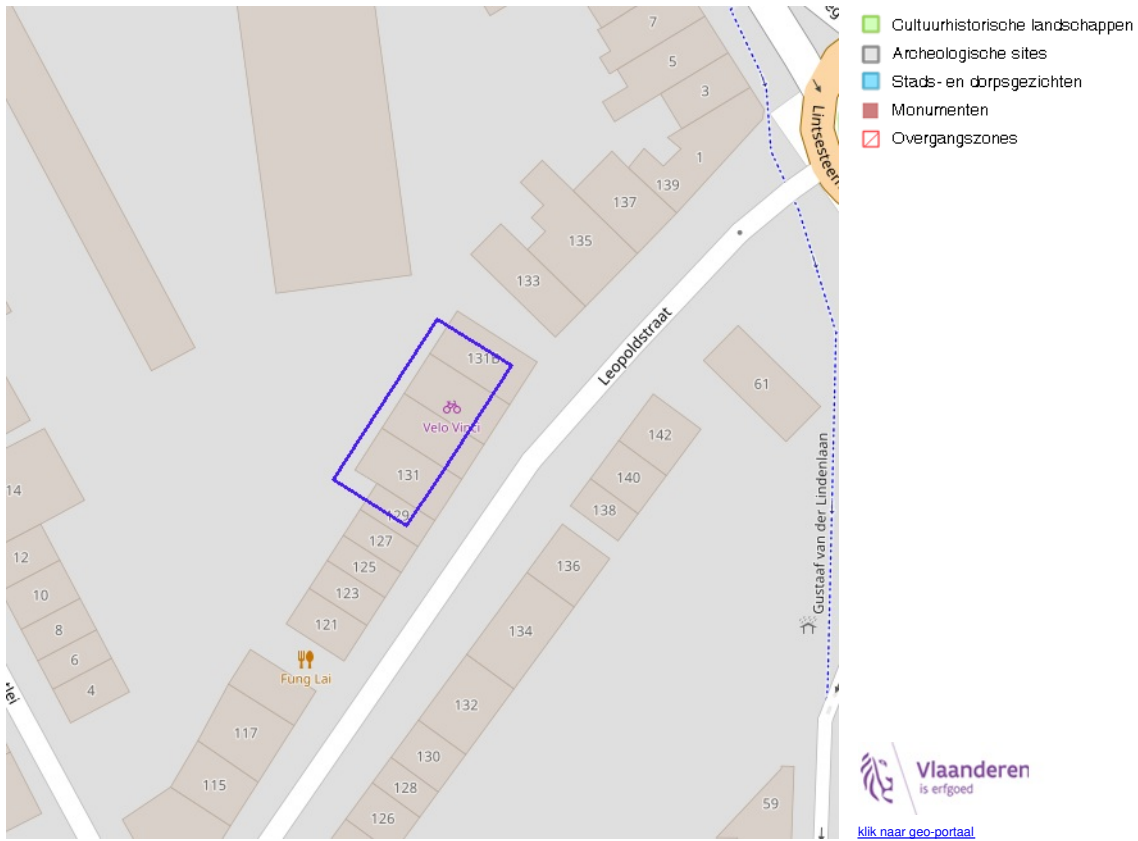 7
5
3
1
139
137
135
133
Lintsesteen
131B
Velo Vinci
131
129
127
125
123
121
Fung Lai
117
115
Leopoldstraat
61
142
140
138
136
134
132
130
128
126
59
Gustaaf van der Lindenlaan
14
12
10
8
6
4
Cultuurhistorische landschappen
Archeologische sites
Stads- en dorpsgezichten
Monumenten
Overgangszones
Vlaanderen
is erfgoed
klik naar geo-portaal